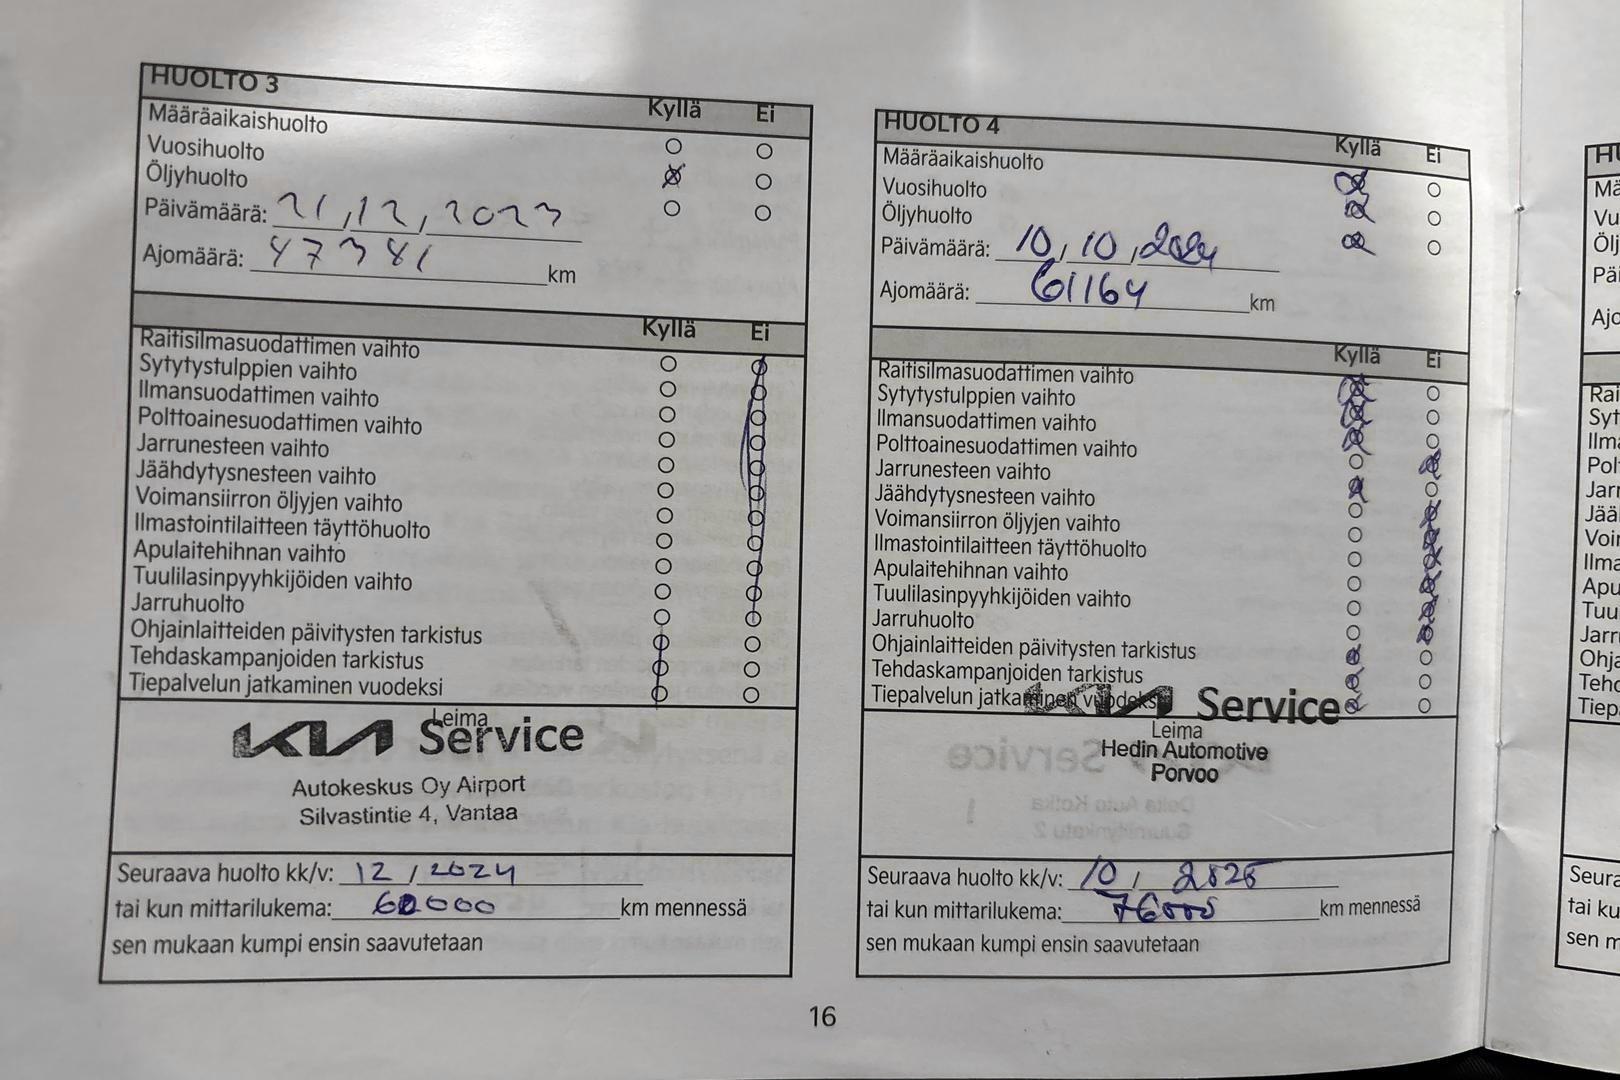 HUOLTO 3
Kyllä Ei
Määräaikaishuolto
Vuosihuolto
Öljyhuolto
Päivämäärä: 21, 12, 2023
Ajomäärä: 47381 km
Kyllä Ei
Raitisilmasuodattimen vaihto
Sytytystulppien vaihto
Ilmansuodattimen vaihto
Polttoainesuodattimen vaihto
Jarrunesteen vaihto
Jäähdytysnesteen vaihto
Voimansiirron öljyjen vaihto
Ilmastointilaitteen täyttöhuolto
Apulaitehihnan vaihto
Tuulilasinpyyhkijöiden vaihto
Jarruhuolto
Ohjainlaitteiden päivitysten tarkistus
Tehdaskampanjoiden tarkistus
Tiepalvelun jatkaminen vuodeksi
Leima
KIA Service
Autokeskus Oy Airport
Silvastintie 4, Vantaa
Seuraava huolto kk/v: 12 / 2024
tai kun mittarilukema: 60000 km mennessä
sen mukaan kumpi ensin saavutetaan
HUOLTO 4
Kyllä Ei
Määräaikaishuolto
Vuosihuolto
Öljyhuolto
Päivämäärä: 10, 10, 2024
Ajomäärä: 61164 km
Kyllä Ei
Raitisilmasuodattimen vaihto
Sytytystulppien vaihto
Ilmansuodattimen vaihto
Polttoainesuodattimen vaihto
Jarrunesteen vaihto
Jäähdytysnesteen vaihto
Voimansiirron öljyjen vaihto
Ilmastointilaitteen täyttöhuolto
Apulaitehihnan vaihto
Tuulilasinpyyhkijöiden vaihto
Jarruhuolto
Ohjainlaitteiden päivitysten tarkistus
Tehdaskampanjoiden tarkistus
Tiepalvelun jatkaminen vuodeksi
KIA Service
Leima
Hedin Automotive
Porvoo
Seuraava huolto kk/v: 10 / 2025
tai kun mittarilukema: 76000 km mennessä
sen mukaan kumpi ensin saavutetaan
16